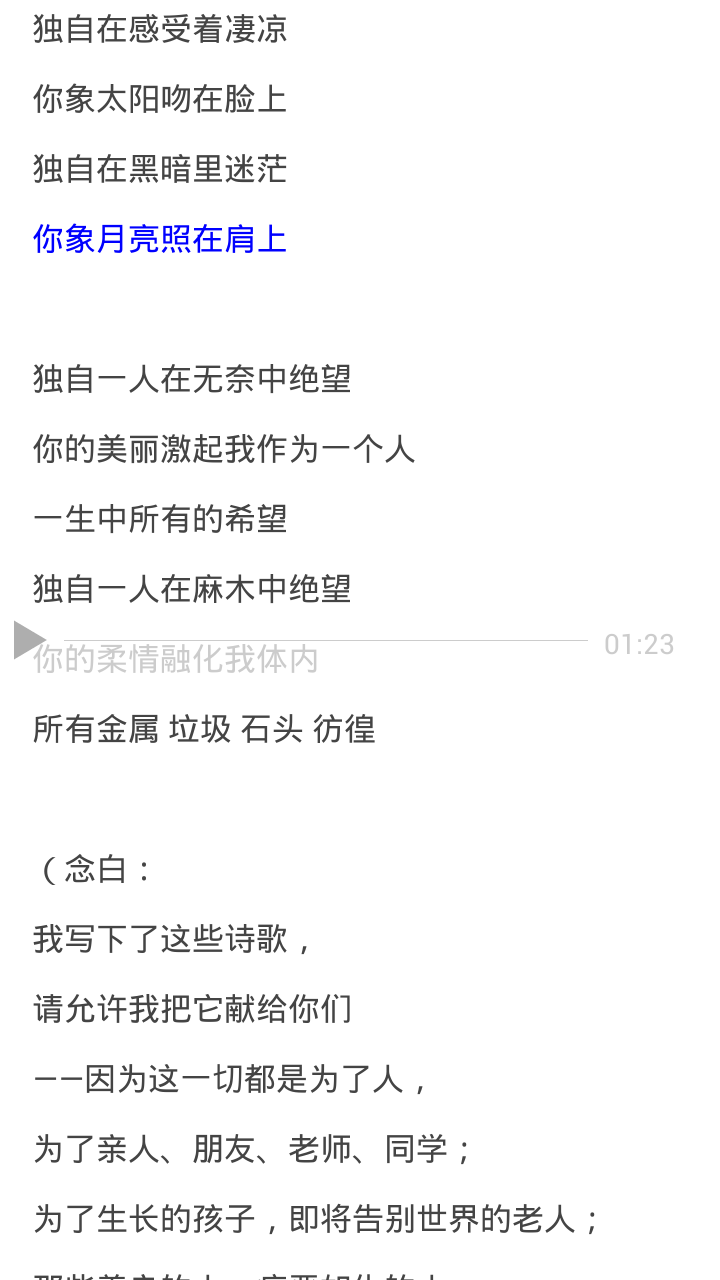 独自在感受着凄凉
你象太阳吻在脸上
独自在黑暗里迷茫
你象月亮照在肩上
独自一人在无奈中绝望
你的美丽激起我作为一个人
一生中所有的希望
独自一人在麻木中绝望
01:23
你的柔情融化我体内
所有金属 垃圾 石头 彷徨
（念白：
我写下了这些诗歌，
请允许我把它献给你们
——因为这一切都是为了人，
为了亲人、朋友、老师、同学；
为了生长的孩子，即将告别世界的老人；